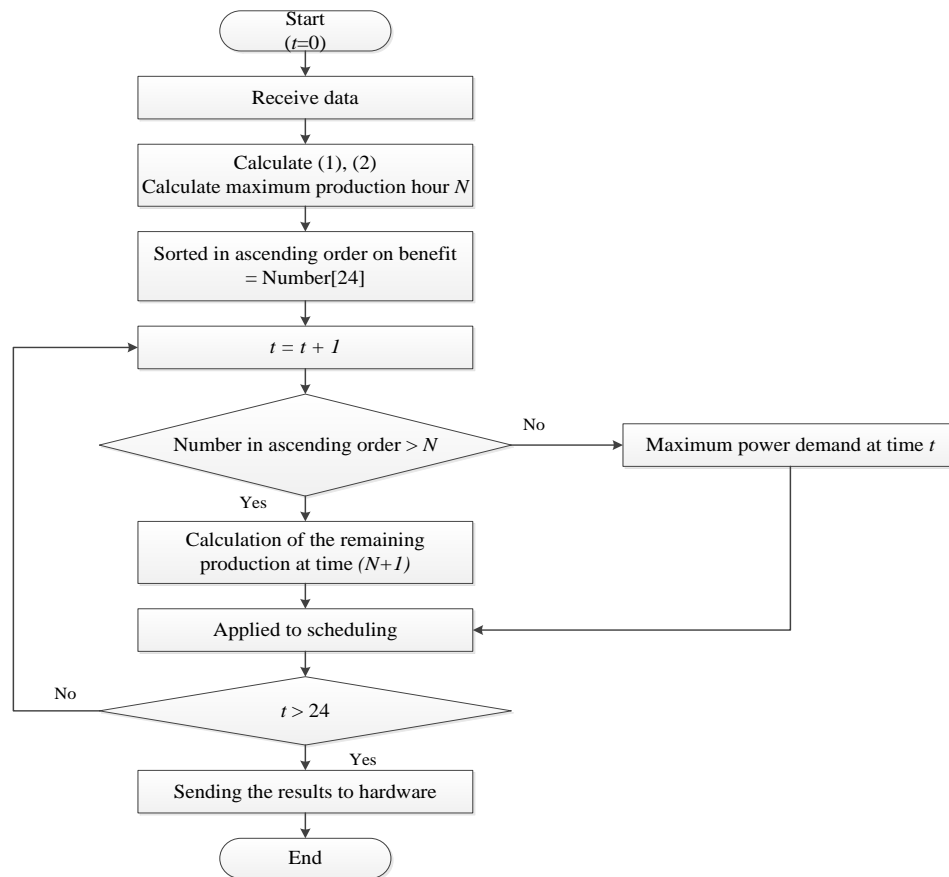 Start
(t=0)
Receive data
Calculate (1), (2)
Calculate maximum production hour N
Sorted in ascending order on benefit
= Number[24]
t = t + 1
Number in ascending order > N
No
Maximum power demand at time t
Yes
Calculation of the remaining
production at time (N+1)
Applied to scheduling
No
t > 24
Yes
Sending the results to hardware
End